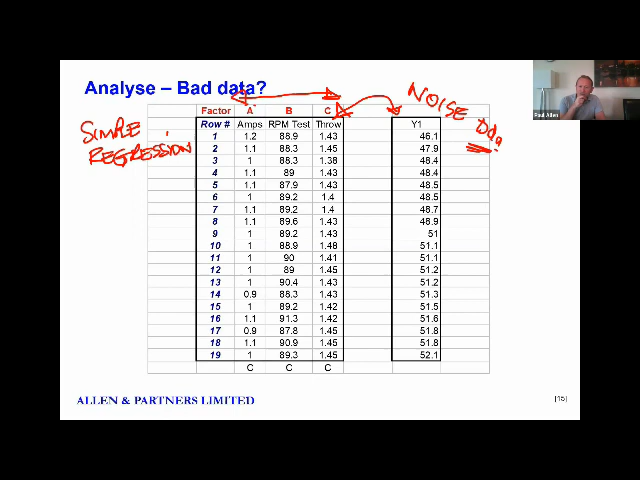 Analyse – Bad data?
NOISE
Data
SIMPLE
REGRESSION
Paul Allen
Factor A B C
Row # Amps RPM Test Throw Y1
1 1.2 88.9 1.43 46.1
2 1.1 88.3 1.45 47.9
3 1 88.3 1.38 48.4
4 1.1 89 1.43 48.4
5 1.1 87.9 1.43 48.5
6 1 89.2 1.4 48.5
7 1.1 89.2 1.4 48.7
8 1.1 89.6 1.43 48.9
9 1 89.2 1.43 51
10 1 88.9 1.48 51.1
11 1 90 1.41 51.1
12 1 89 1.45 51.2
13 1 90.4 1.43 51.2
14 0.9 88.3 1.43 51.3
15 1 89.2 1.42 51.5
16 1.1 91.3 1.42 51.6
17 0.9 87.8 1.45 51.8
18 1.1 90.9 1.45 51.8
19 1 89.3 1.45 52.1
C C C
ALLEN & PARTNERS LIMITED
[15]